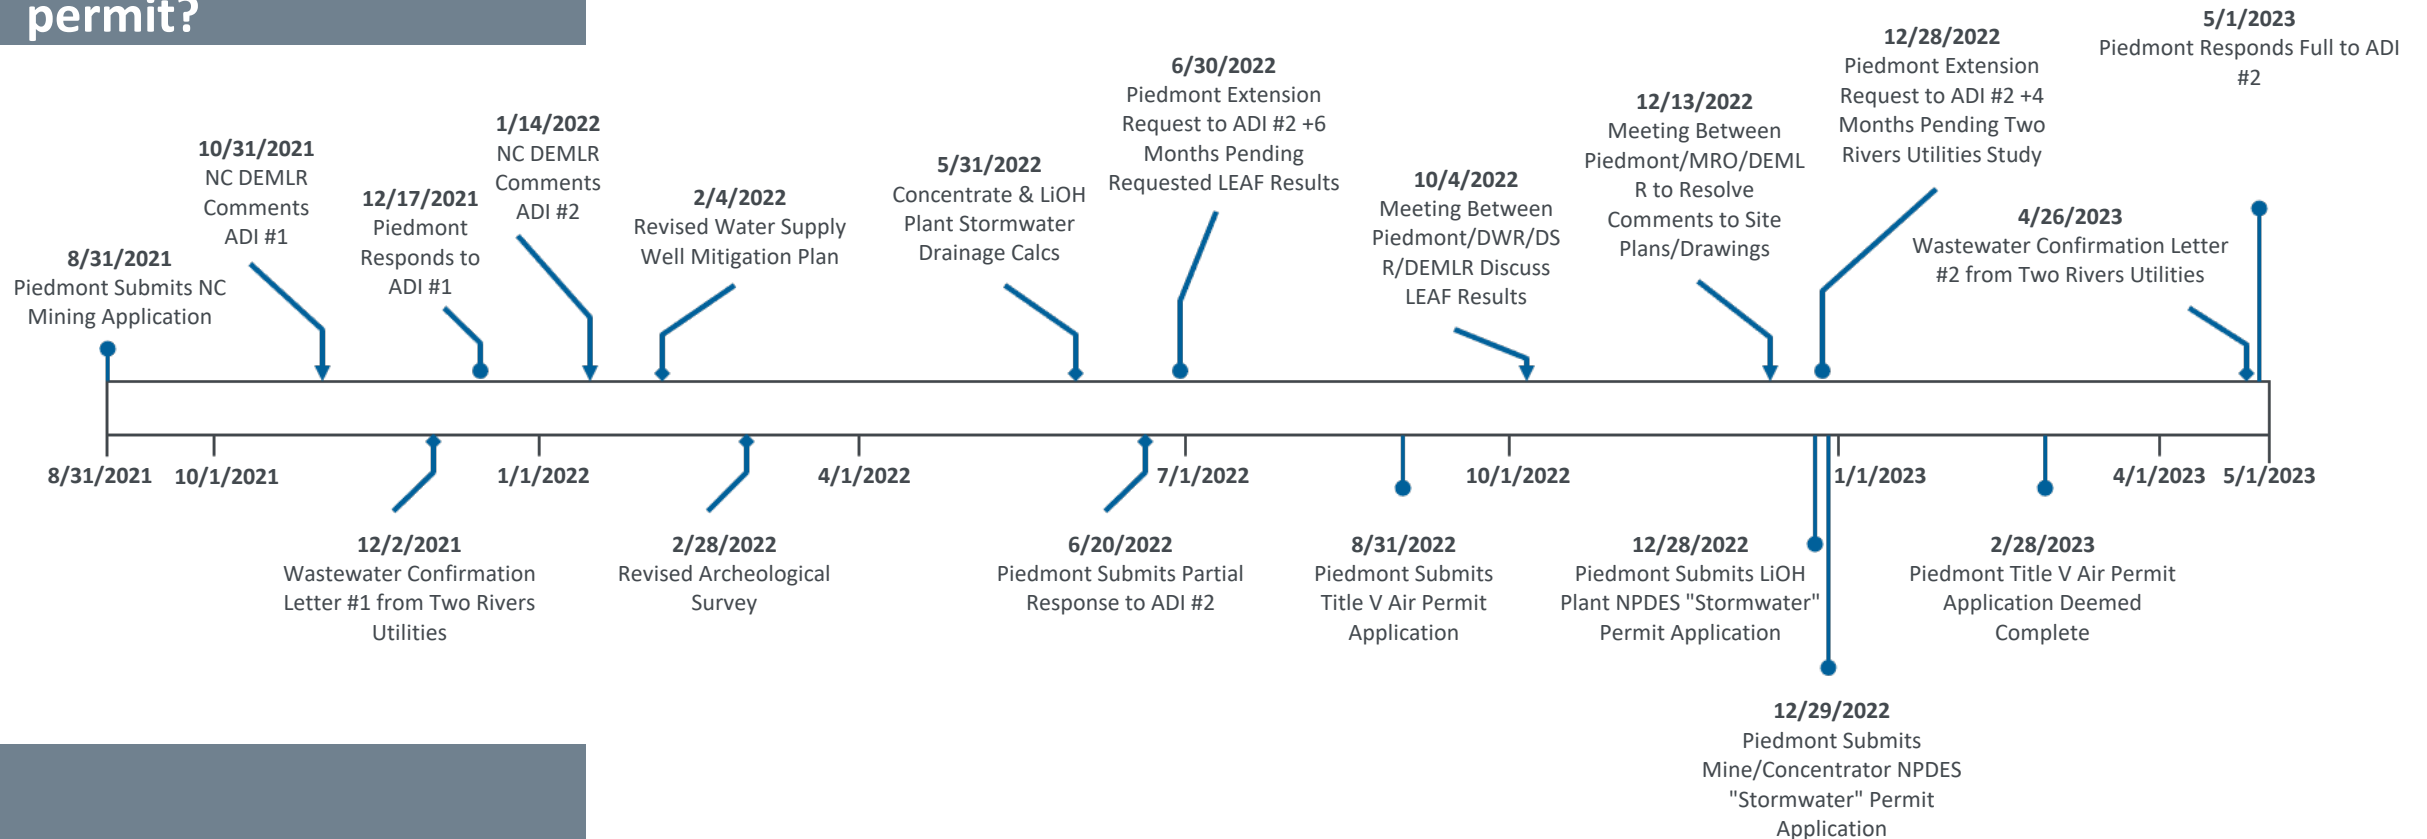 permit?
8/31/2021
Piedmont Submits NC
Mining Application
10/31/2021
NC DEMLR
Comments
ADI #1
12/17/2021
Piedmont
Responds to
ADI #1
1/14/2022
NC DEMLR
Comments
ADI #2
2/4/2022
Revised Water Supply
Well Mitigation Plan
5/31/2022
Concentrate & LiOH
Plant Stormwater
Drainage Calcs
6/30/2022
Piedmont Extension
Request to ADI #2 +6
Months Pending
Requested LEAF Results
10/4/2022
Meeting Between
Piedmont/DWR/DS
R/DEMLR Discuss
LEAF Results
12/13/2022
Meeting Between
Piedmont/MRO/DEML
R to Resolve
Comments to Site
Plans/Drawings
12/28/2022
Piedmont Extension
Request to ADI #2 +4
Months Pending Two
Rivers Utilities Study
4/26/2023
Wastewater Confirmation Letter
#2 from Two Rivers Utilities
5/1/2023
Piedmont Responds Full to ADI
#2
8/31/2021
10/1/2021
1/1/2022
4/1/2022
7/1/2022
10/1/2022
1/1/2023
4/1/2023
5/1/2023
12/2/2021
Wastewater Confirmation
Letter #1 from Two Rivers
Utilities
2/28/2022
Revised Archeological
Survey
6/20/2022
Piedmont Submits Partial
Response to ADI #2
8/31/2022
Piedmont Submits
Title V Air Permit
Application
12/28/2022
Piedmont Submits LiOH
Plant NPDES "Stormwater"
Permit Application
12/29/2022
Piedmont Submits
Mine/Concentrator NPDES
"Stormwater" Permit
Application
2/28/2023
Piedmont Title V Air Permit
Application Deemed
Complete